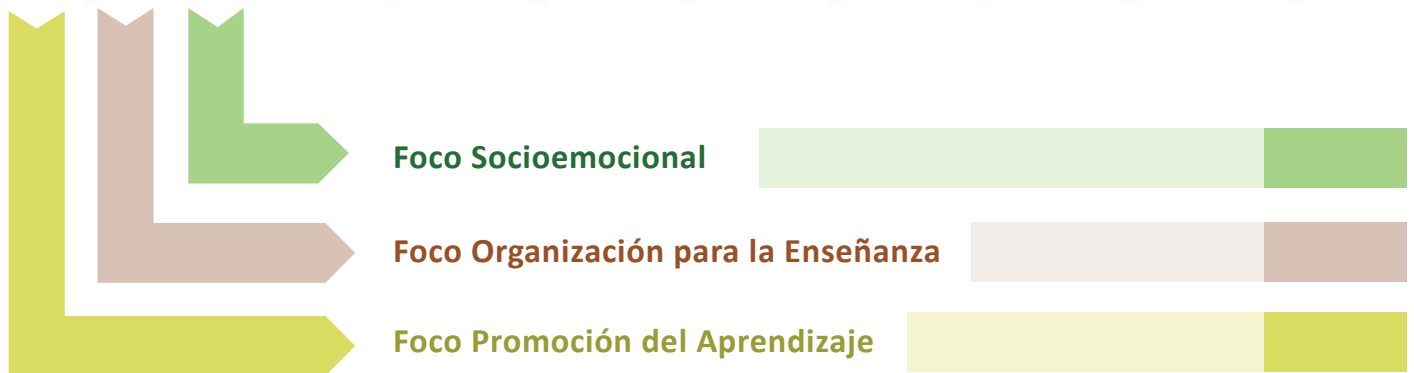 Foco Socioemocional
Foco Organización para la Enseñanza
Foco Promoción del Aprendizaje